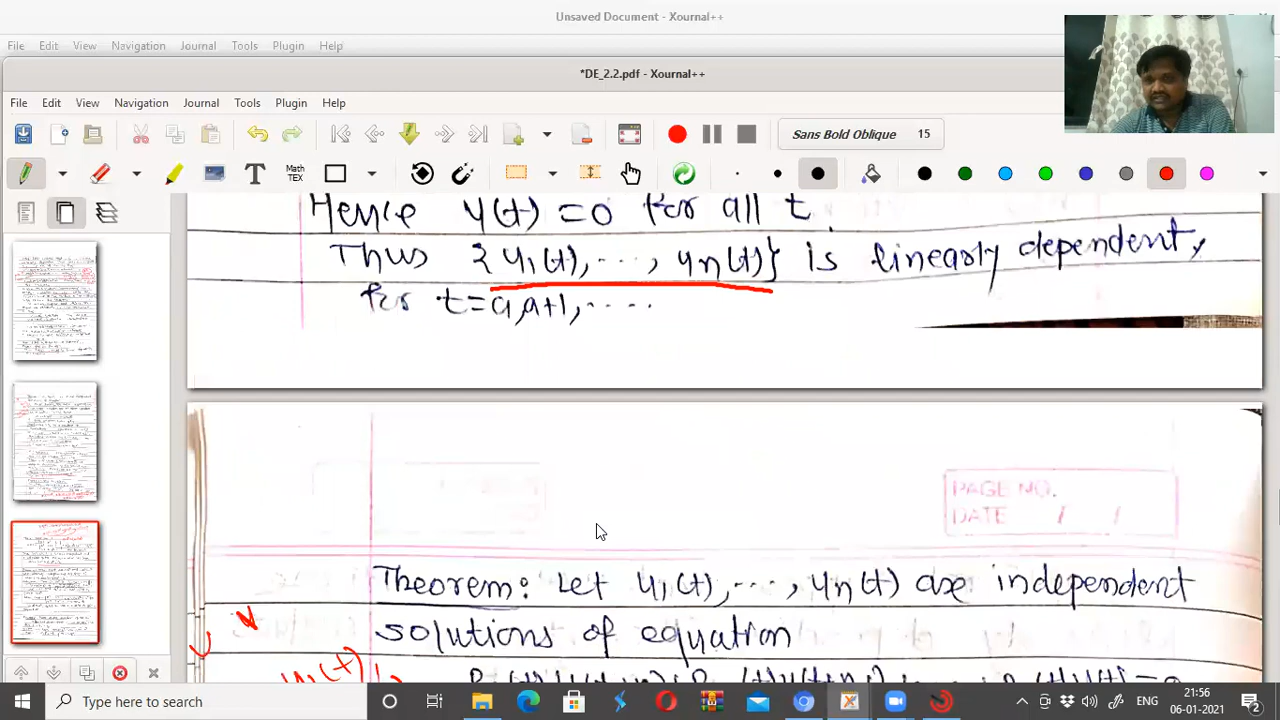 Unsaved Document - Xournal++
File Edit View Navigation Journal Tools Plugin Help
*DE_2.2.pdf - Xournal++
File Edit View Navigation Journal Tools Plugin Help
Sans Bold Oblique 15
T Math TEX
Hence y(t) = 0 for all t.
Thus {y1(t), ..., yn(t)} is linearly dependent,
for t=a,a+1,.....
PAGE NO.
DATE / /
Theorem: Let y1(t), ..., yn(t) are independent
solutions of equation
Type here to search
21:56
06-01-2021
2